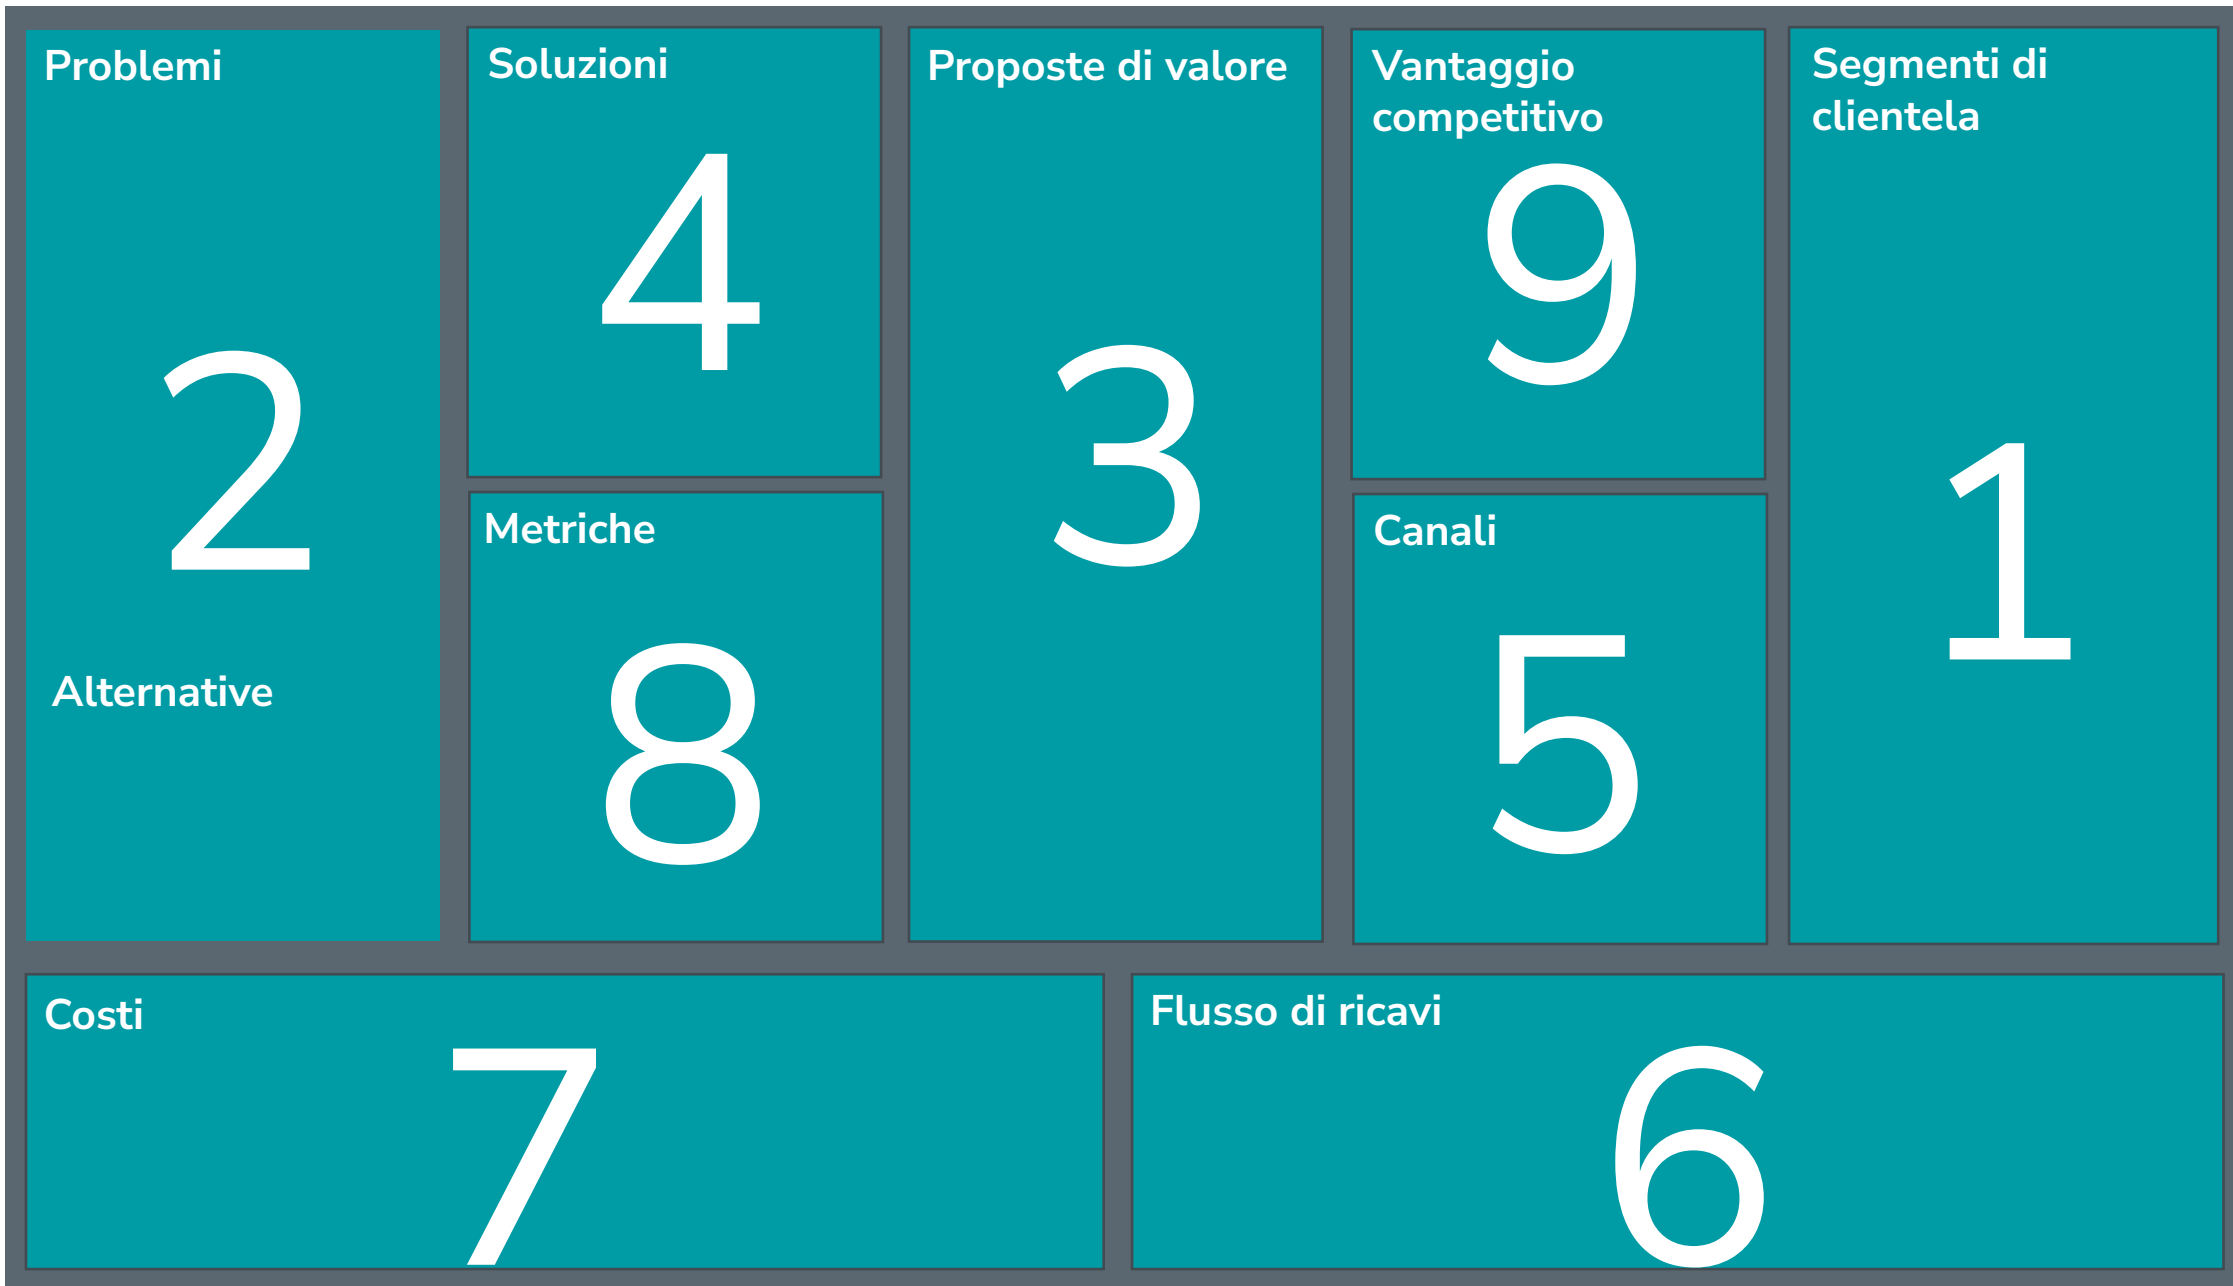 Problemi
2
Alternative
Soluzioni
4
Metriche
8
Proposte di valore
3
Vantaggio
competitivo
9
Canali
5
Segmenti di
clientela
1
Costi
7
Flusso di ricavi
6